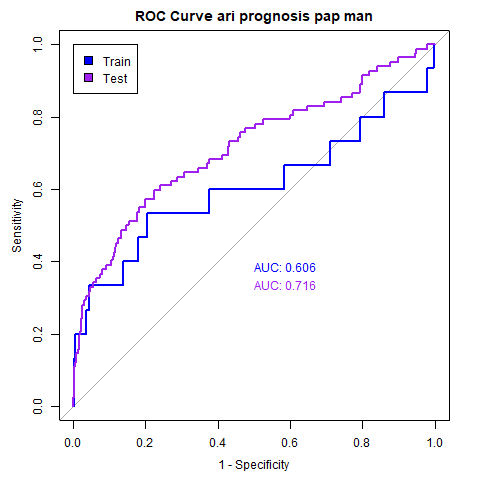 ROC Curve ari prognosis pap man
Train
Test
AUC: 0.606
AUC: 0.716
Sensitivity
0.0
0.2
0.4
0.6
0.8
1.0
0.0
0.2
0.4
0.6
0.8
1.0
1 - Specificity